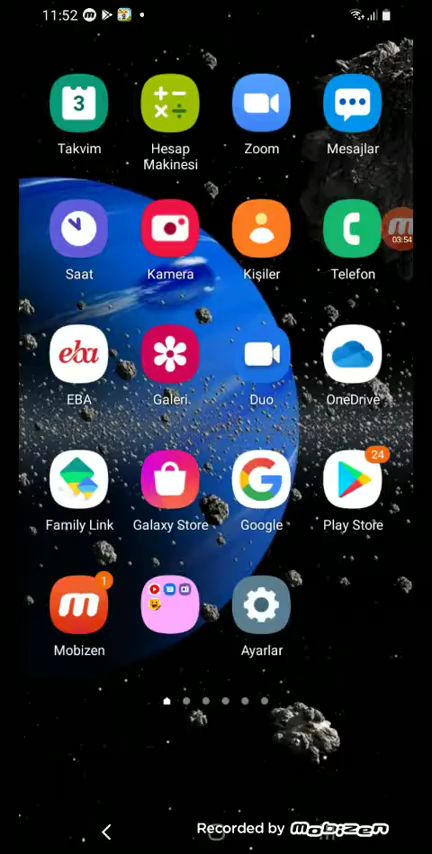 11:52
3
Takvim
Hesap
Makinesi
Zoom
Mesajlar
03:54
Saat
Kamera
Kişiler
Telefon
eba
EBA
Galeri
Duo
OneDrive
24
Family Link
Galaxy Store
Google
Play Store
1
Mobizen
Ayarlar
Recorded by Mobizen